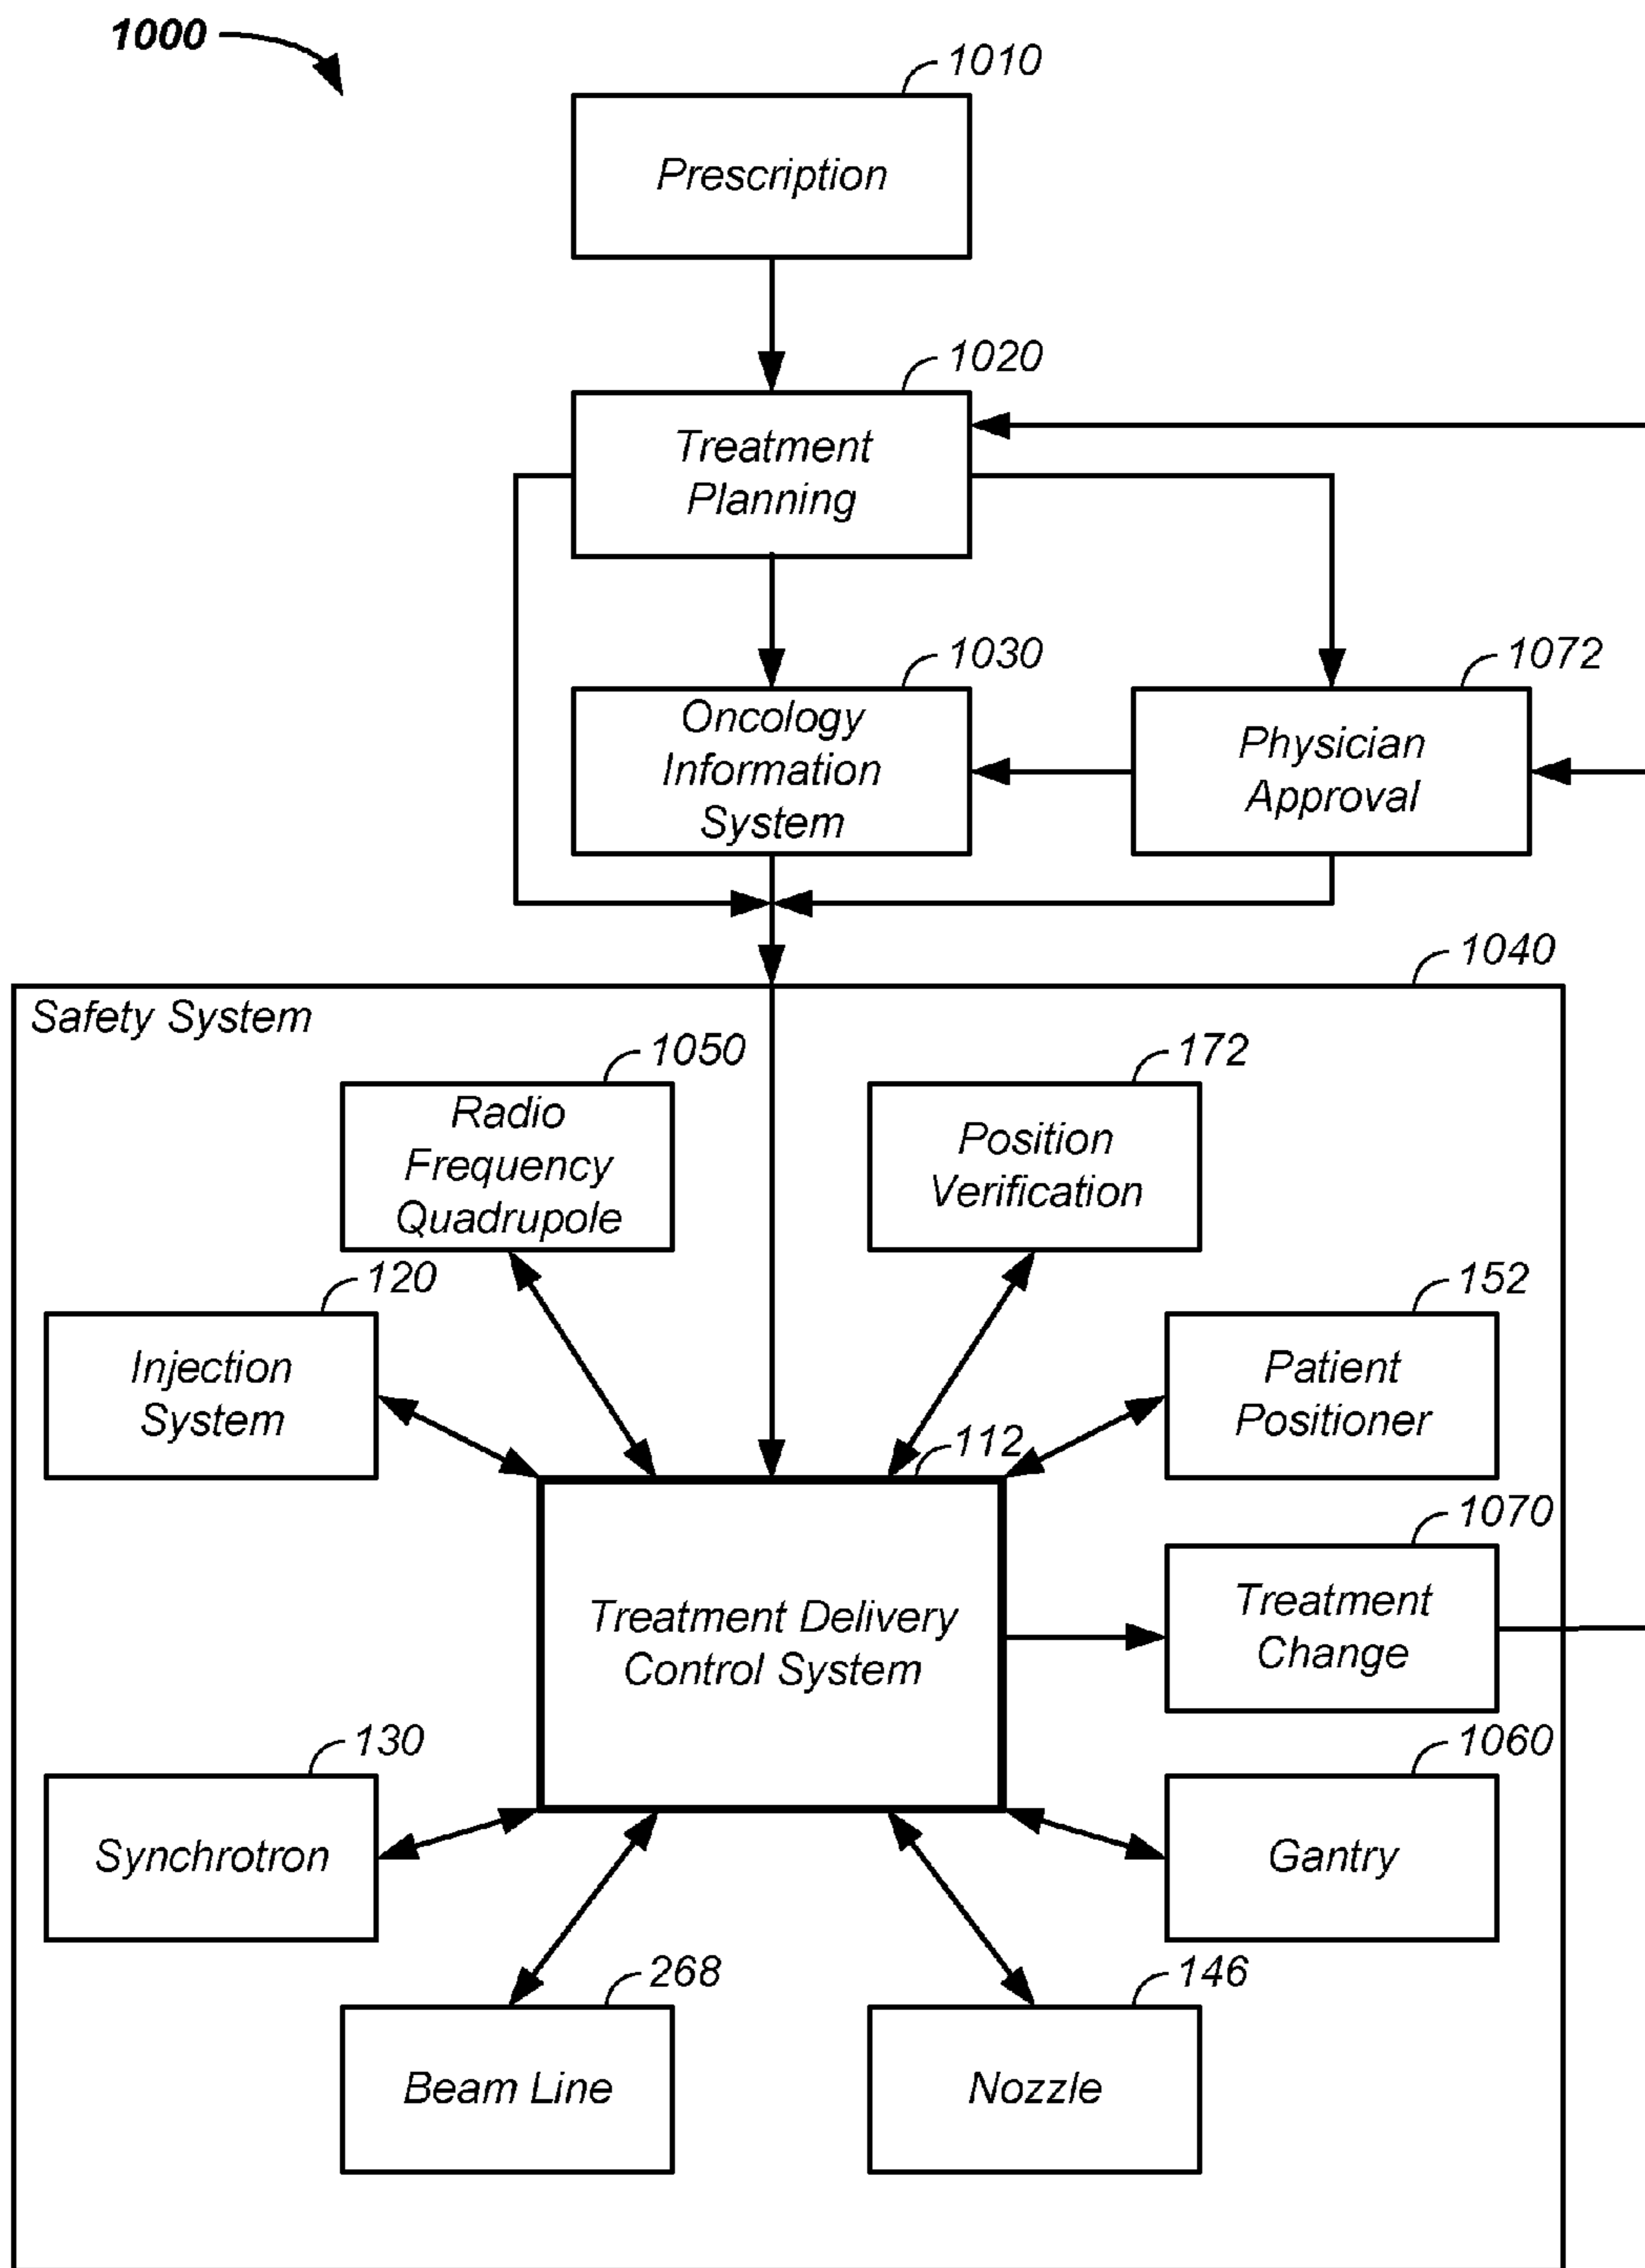 1000
1010
Prescription
1020
Treatment
Planning
1030
Oncology
Information
System
1072
Physician
Approval
1040
Safety System
1050
Radio
Frequency
Quadrupole
172
Position
Verification
120
Injection
System
152
Patient
Positioner
112
Treatment Delivery
Control System
1070
Treatment
Change
130
Synchrotron
1060
Gantry
268
Beam Line
146
Nozzle